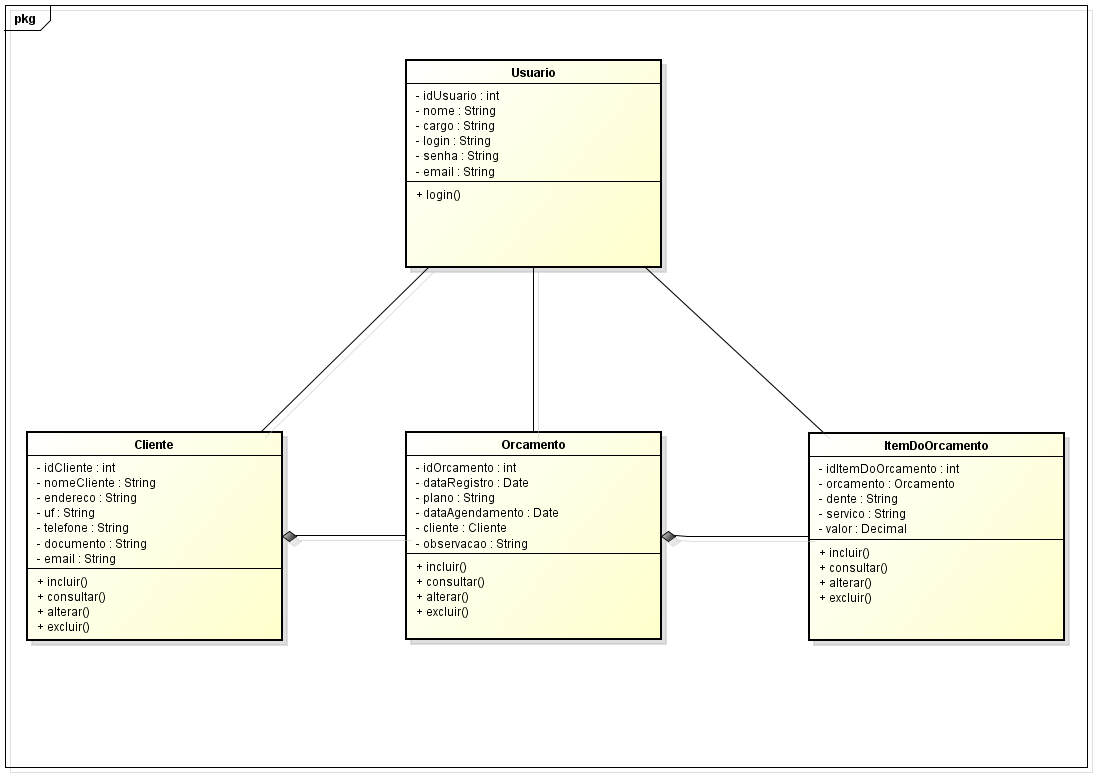 pkg
Usuario
- idUsuario : int
- nome : String
- cargo : String
- login : String
- senha : String
- email : String
+ login()
Cliente
- idCliente : int
- nomeCliente : String
- endereco : String
- uf : String
- telefone : String
- documento : String
- email : String
+ incluir()
+ consultar()
+ alterar()
+ excluir()
Orcamento
- idOrcamento : int
- dataRegistro : Date
- plano : String
- dataAgendamento : Date
- cliente : Cliente
- observacao : String
+ incluir()
+ consultar()
+ alterar()
+ excluir()
ItemDoOrcamento
- idItemDoOrcamento : int
- orcamento : Orcamento
- dente : String
- servico : String
- valor : Decimal
+ incluir()
+ consultar()
+ alterar()
+ excluir()